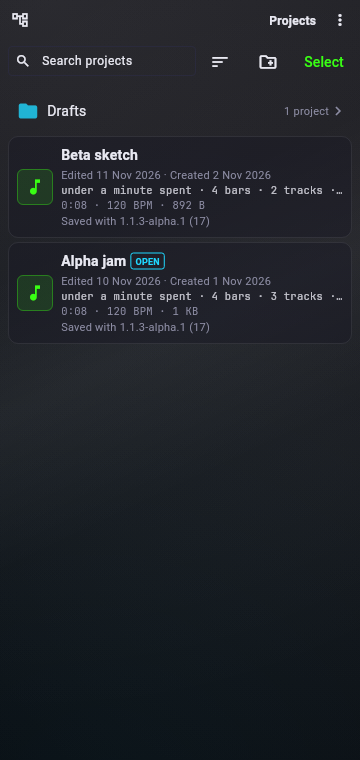 Projects
Search projects
Select
Drafts
1 project
Beta sketch
Edited 11 Nov 2026 · Created 2 Nov 2026
under a minute spent · 4 bars · 2 tracks ·…
0:08 · 120 BPM · 892 B
Saved with 1.1.3-alpha.1 (17)
Alpha jam OPEN
Edited 10 Nov 2026 · Created 1 Nov 2026
under a minute spent · 4 bars · 3 tracks ·…
0:08 · 120 BPM · 1 KB
Saved with 1.1.3-alpha.1 (17)